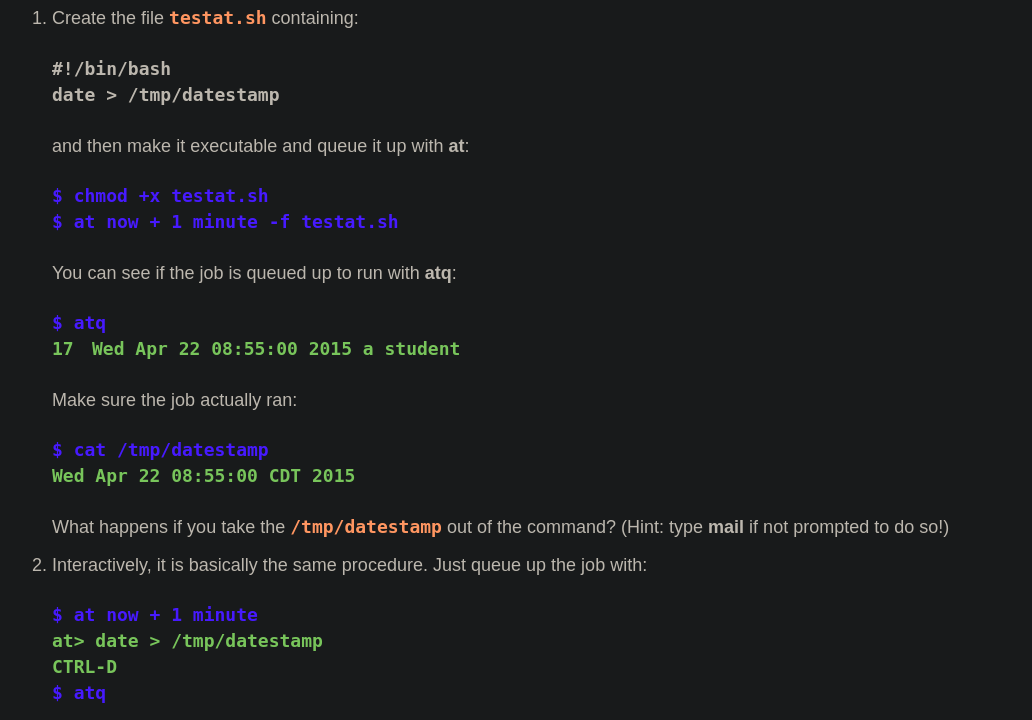 1. Create the file testat.sh containing:
#!/bin/bash
date > /tmp/datestamp
and then make it executable and queue it up with at:
$ chmod +x testat.sh
$ at now + 1 minute -f testat.sh
You can see if the job is queued up to run with atq:
$ atq
17 Wed Apr 22 08:55:00 2015 a student
Make sure the job actually ran:
$ cat /tmp/datestamp
Wed Apr 22 08:55:00 CDT 2015
What happens if you take the /tmp/datestamp out of the command? (Hint: type mail if not prompted to do so!)
2. Interactively, it is basically the same procedure. Just queue up the job with:
$ at now + 1 minute
at> date > /tmp/datestamp
CTRL-D
$ atq